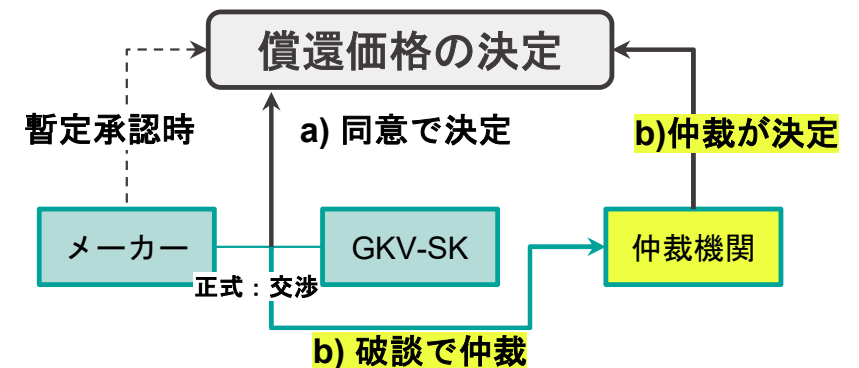 償還価格の決定
暫定承認時
a) 同意で決定
b)仲裁が決定
メーカー
GKV-SK
仲裁機関
正式：交渉
b) 破談で仲裁